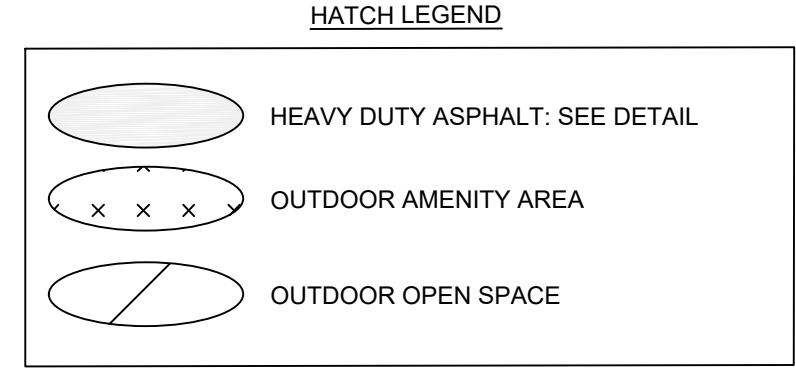 HATCH LEGEND
HEAVY DUTY ASPHALT: SEE DETAIL
OUTDOOR AMENITY AREA
OUTDOOR OPEN SPACE